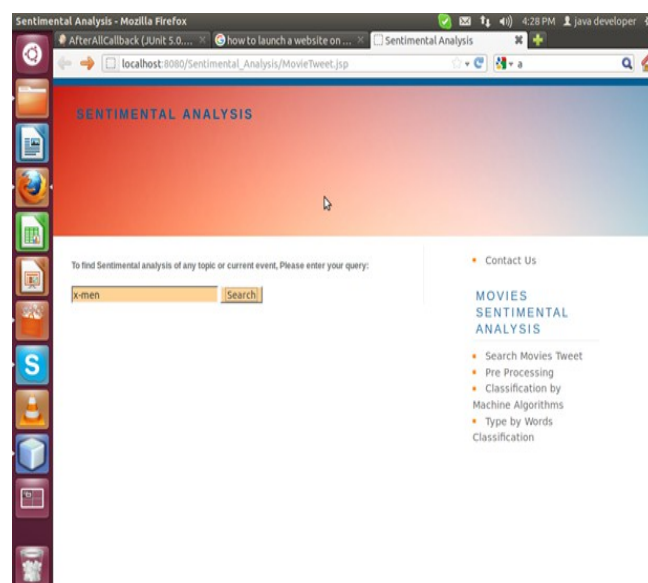 Sentimental Analysis - Mozilla Firefox
4:28 PM java developer
AfterAllCallback (JUnit 5.0....
how to launch a website on ...
Sentimental Analysis
localhost:8080/Sentimental_Analysis/MovieTweet.jsp
a
SENTIMENTAL ANALYSIS
To find Sentimental analysis of any topic or current event, Please enter your query:
x-men
Search
Contact Us
MOVIES
SENTIMENTAL
ANALYSIS
Search Movies Tweet
Pre Processing
Classification by
Machine Algorithms
Type by Words
Classification